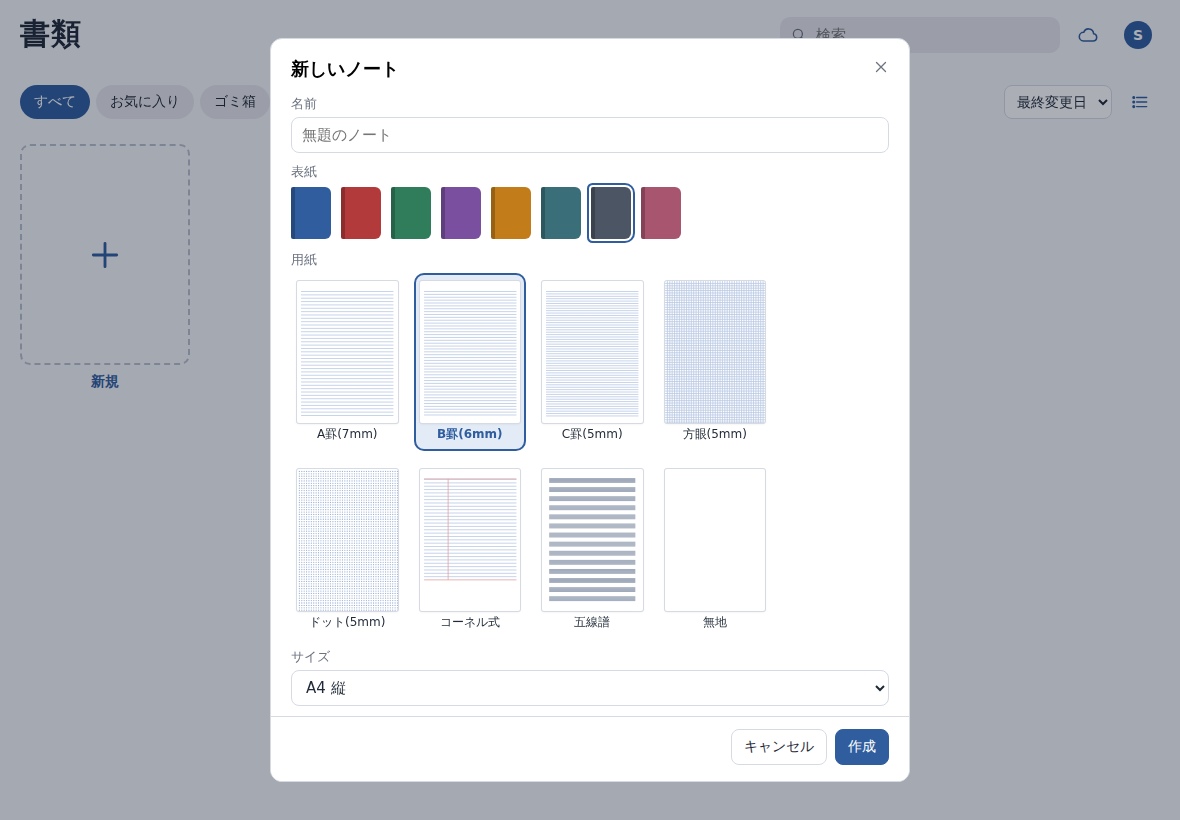 書類
検索
S
すべて
お気に入り
ゴミ箱
最終変更日
新規
新しいノート
名前
無題のノート
表紙
用紙
A罫(7mm)
B罫(6mm)
C罫(5mm)
方眼(5mm)
ドット(5mm)
コーネル式
五線譜
無地
サイズ
A4 縦
キャンセル
作成